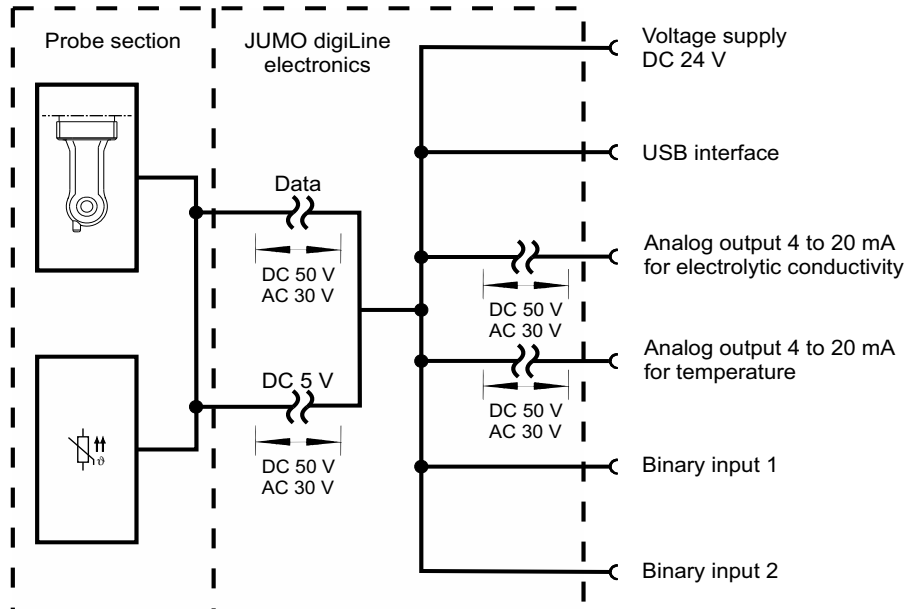 Probe section
JUMO digiLine
electronics
Voltage supply
DC 24 V
USB interface
Data
DC 50 V
AC 30 V
Analog output 4 to 20 mA
for electrolytic conductivity
DC 50 V
AC 30 V
Analog output 4 to 20 mA
for temperature
DC 5 V
DC 50 V
AC 30 V
DC 50 V
AC 30 V
ϑ
Binary input 1
Binary input 2